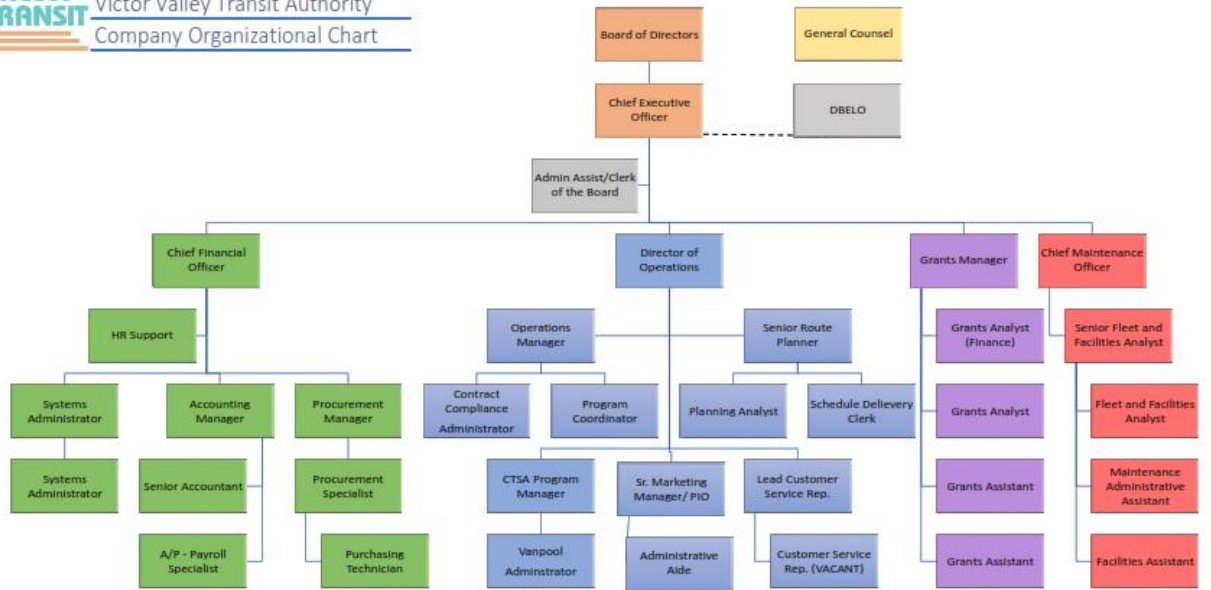 TRANSIT
Victor Valley Transit Authority
Company Organizational Chart
Board of Directors
General Counsel
Chief Executive
Officer
DBELO
Admin Assist/Clerk
of the Board
Chief Financial
Officer
Director of
Operations
Grants Manager
Chief Maintenance
Officer
HR Support
Operations
Manager
Senior Route
Planner
Grants Analyst
(Finance)
Senior Fleet and
Facilities Analyst
Systems
Administrator
Accounting
Manager
Procurement
Manager
Contract
Compliance
Administrator
Program
Coordinator
Planning Analyst
Schedule Delievery
Clerk
Grants Analyst
Fleet and Facilities
Analyst
Systems
Administrator
Senior Accountant
Procurement
Specialist
CTSA Program
Manager
Sr. Marketing
Manager/ PIO
Lead Customer
Service Rep.
Grants Assistant
Maintenance
Administrative
Assistant
A/P - Payroll
Specialist
Purchasing
Technician
Vanpool
Adminstrator
Administrative
Aide
Customer Service
Rep. (VACANT)
Grants Assistant
Facilities Assistant